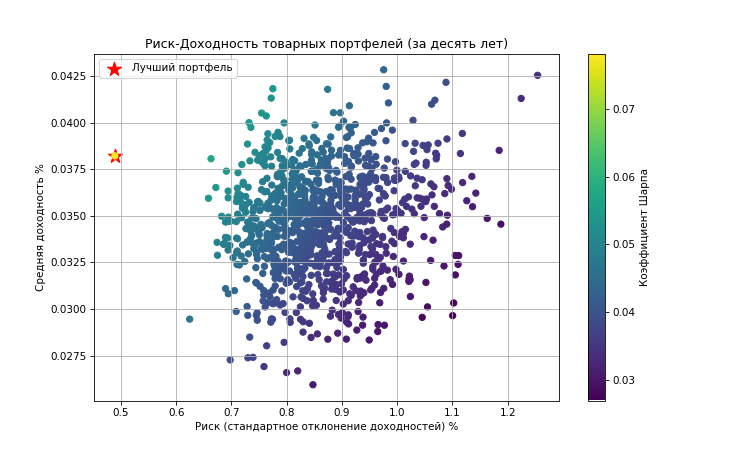 Риск-Доходность товарных портфелей (за десять лет)
Лучший портфель
0.0425
0.0400
0.0375
0.0350
0.0325
0.0300
0.0275
Средняя доходность %
0.5 0.6 0.7 0.8 0.9 1.0 1.1 1.2
Риск (стандартное отклонение доходностей) %
0.07
0.06
0.05
0.04
0.03
Коэффициент Шарпа